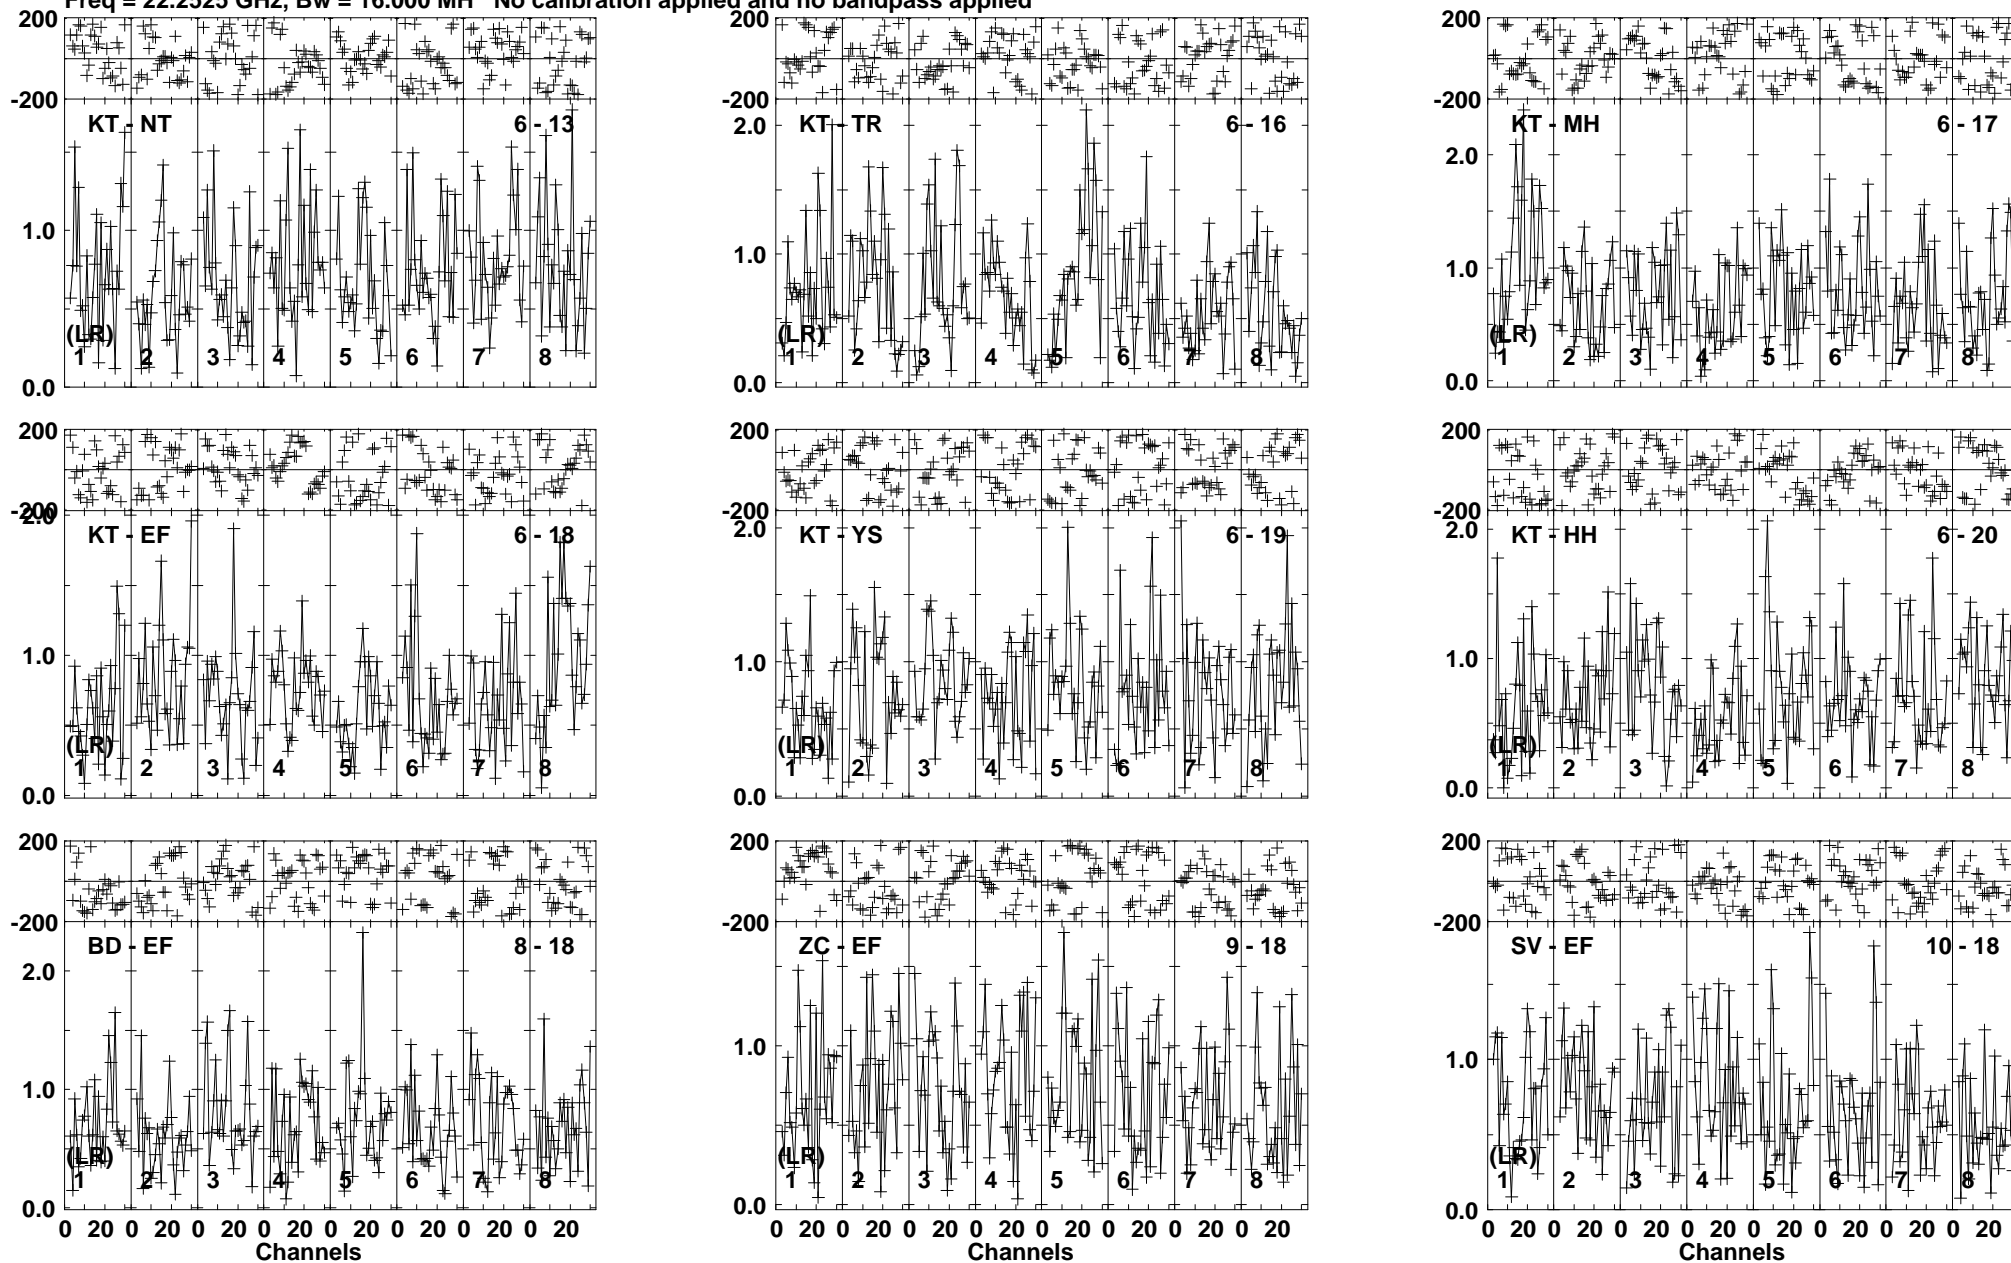 Freq = 22.2525 GHz, Bw = 16.000 MH No calibration applied and no bandpass applied
200
-200
KT - NT 6 - 13
1.0
0.0
(LR)
1 2 3 4 5 6 7 8
200
-200
KT - TR 6 - 16
2.0
1.0
0.0
(LR)
1 2 3 4 5 6 7 8
200
-200
KT - MH 6 - 17
2.0
1.0
0.0
(LR)
1 2 3 4 5 6 7 8
200
-200
2.0
KT - EF 6 - 18
1.0
0.0
(LR)
1 2 3 4 5 6 7 8
200
-200
2.0
KT - YS 6 - 19
1.0
0.0
(LR)
1 2 3 4 5 6 7 8
200
-200
2.0
KT - HH 6 - 20
1.0
0.0
(LR)
1 2 3 4 5 6 7 8
200
-200
BD - EF 8 - 18
2.0
1.0
0.0
(LR)
1 2 3 4 5 6 7 8
0 20 0 20 0 20 0 20 0 20 0 20 0 20 0 20
Channels
200
-200
ZC - EF 9 - 18
1.0
0.0
(LR)
1 2 3 4 5 6 7 8
0 20 0 20 0 20 0 20 0 20 0 20 0 20 0 20
Channels
200
-200
SV - EF 10 - 18
1.0
0.0
(LR)
1 2 3 4 5 6 7 8
0 20 0 20 0 20 0 20 0 20 0 20 0 20 0 20
Channels